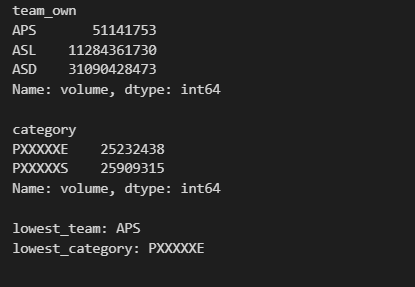 team_own
APS 51141753
ASL 11284361730
ASD 31090428473
Name: volume, dtype: int64
category
PXXXXXE 25232438
PXXXXXS 25909315
Name: volume, dtype: int64
lowest_team: APS
lowest_category: PXXXXXE